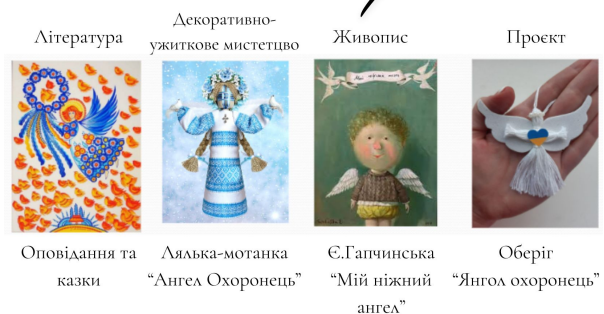 Література
Декоративно-
ужиткове мистетцво
Живопис
Проєкт
Оповідання та
казки
Лялька-мотанка
“Ангел Охоронець”
Є.Гапчинська
“Мій ніжний
ангел”
Оберіг
“Янгол охоронець”